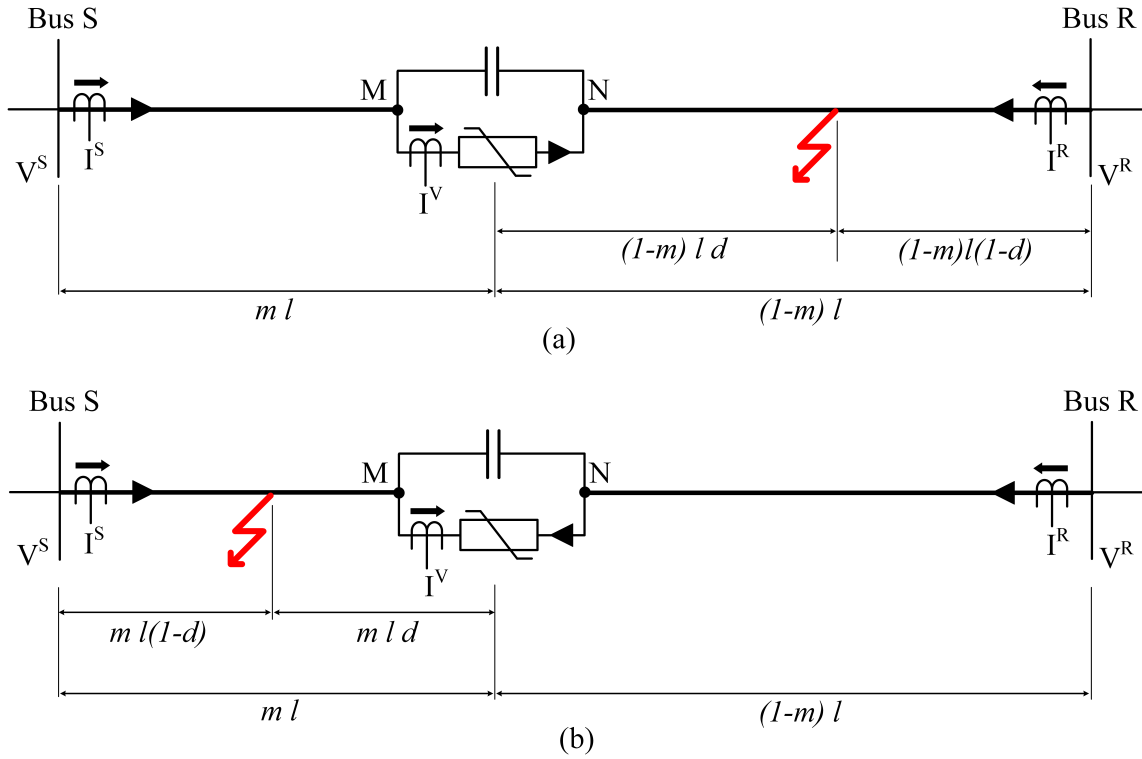 Bus S
Bus R
M
N
I^S
I^V
I^R
V^S
V^R
(1-m) l d
(1-m)l(1-d)
m l
(1-m) l
(a)
Bus S
Bus R
M
N
I^S
I^V
I^R
V^S
V^R
m l(1-d)
m l d
m l
(1-m) l
(b)